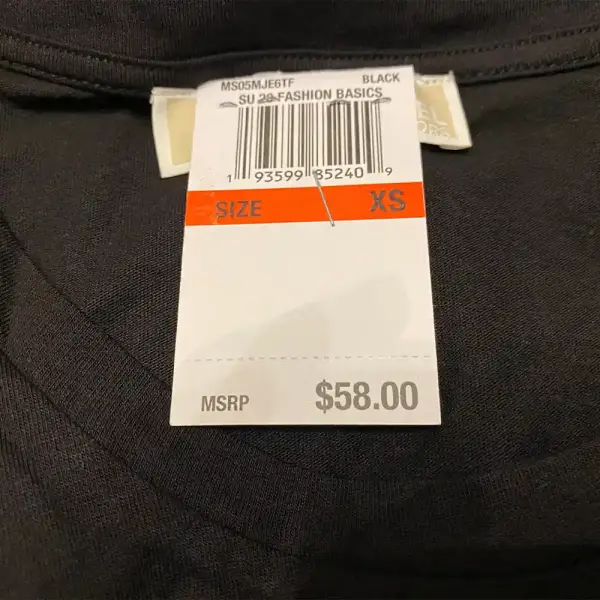 MS05MJE6TF BLACK
SU 20 FASHION BASICS
1 93599 85240 9
SIZE XS
MSRP $58.00